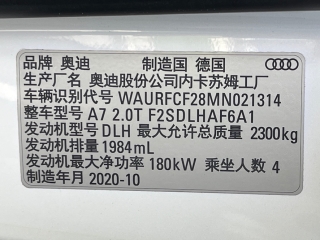 品牌 奥迪 制造国 德国
生产厂名 奥迪股份公司内卡苏姆工厂
车辆识别代号 WAURFCF28MN021314
整车型号 A7 2.0T F2SDLHAF6A1
发动机型号 DLH 最大允许总质量 2300kg
发动机排量 1984mL
发动机最大净功率 180kW 乘坐人数 4
制造年月 2020-10